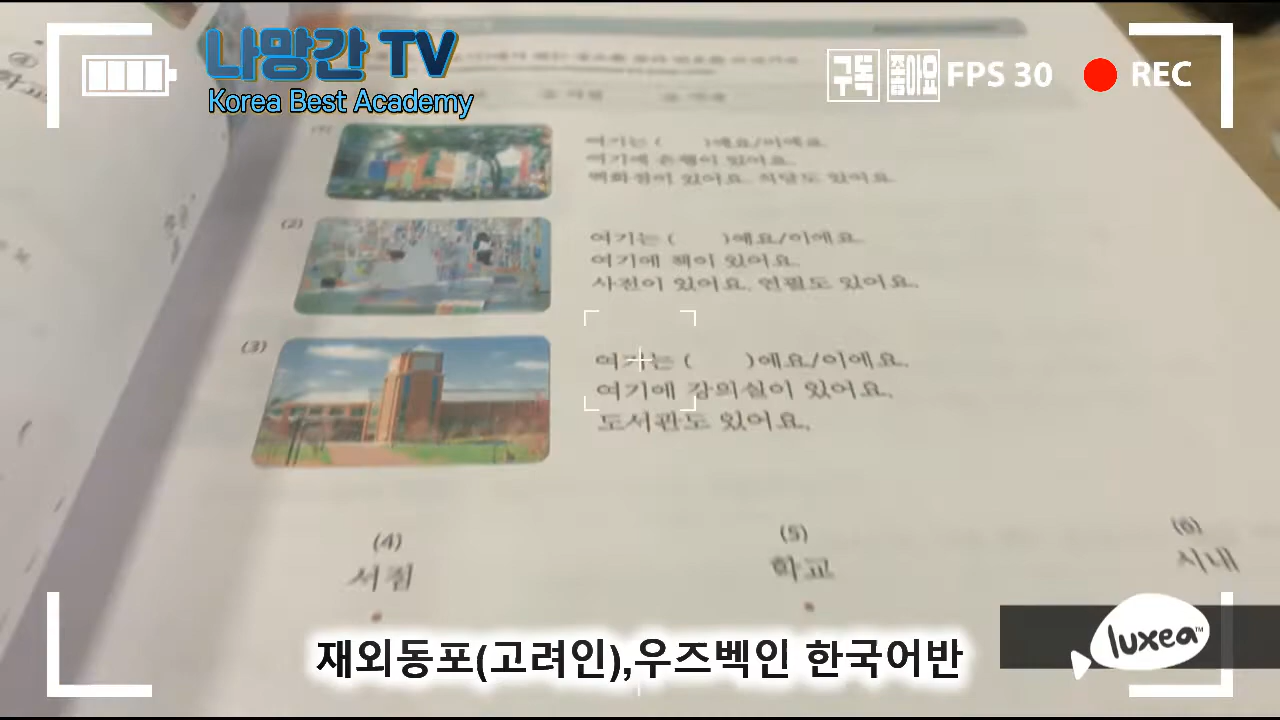 나망간 TV
Korea Best Academy
구독 좋아요 FPS 30 REC
(1)
여기는 ( )예요/이에요.
여기에 은행이 있어요.
백화점이 있어요. 식당도 있어요.
(2)
여기는 ( )예요/이에요.
여기에 책이 있어요.
사전이 있어요. 연필도 있어요.
(3)
여기는 ( )예요/이에요.
여기에 강의실이 있어요.
도서관도 있어요.
(4) (5) (6)
서점 학교 시내
luxea™
재외동포(고려인),우즈벡인 한국어반